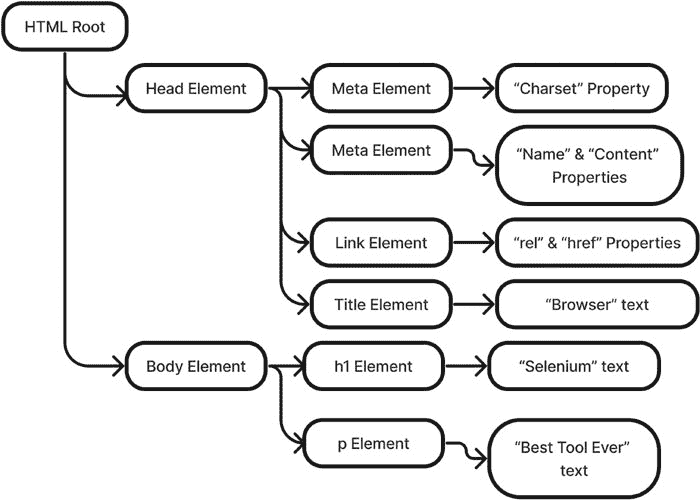 HTML Root
Head Element
Meta Element
“Charset” Property
Meta Element
“Name” & “Content”
Properties
Link Element
“rel” & “href” Properties
Title Element
“Browser” text
Body Element
h1 Element
“Selenium” text
p Element
“Best Tool Ever”
text